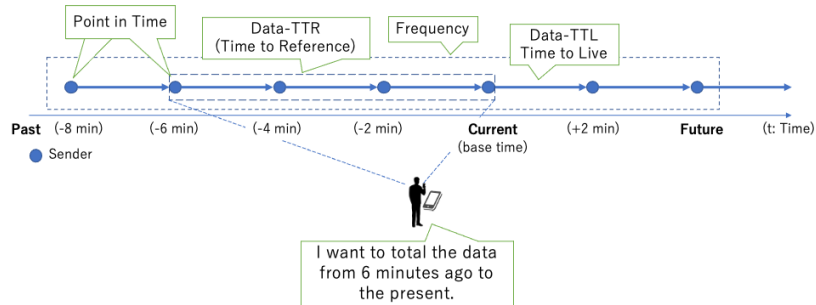 Point in Time
Data-TTR
(Time to Reference)
Frequency
Data-TTL
Time to Live
Past (-8 min) (-6 min) (-4 min) (-2 min) Current (+2 min) Future (t: Time)
(base time)
Sender
I want to total the data
from 6 minutes ago to
the present.